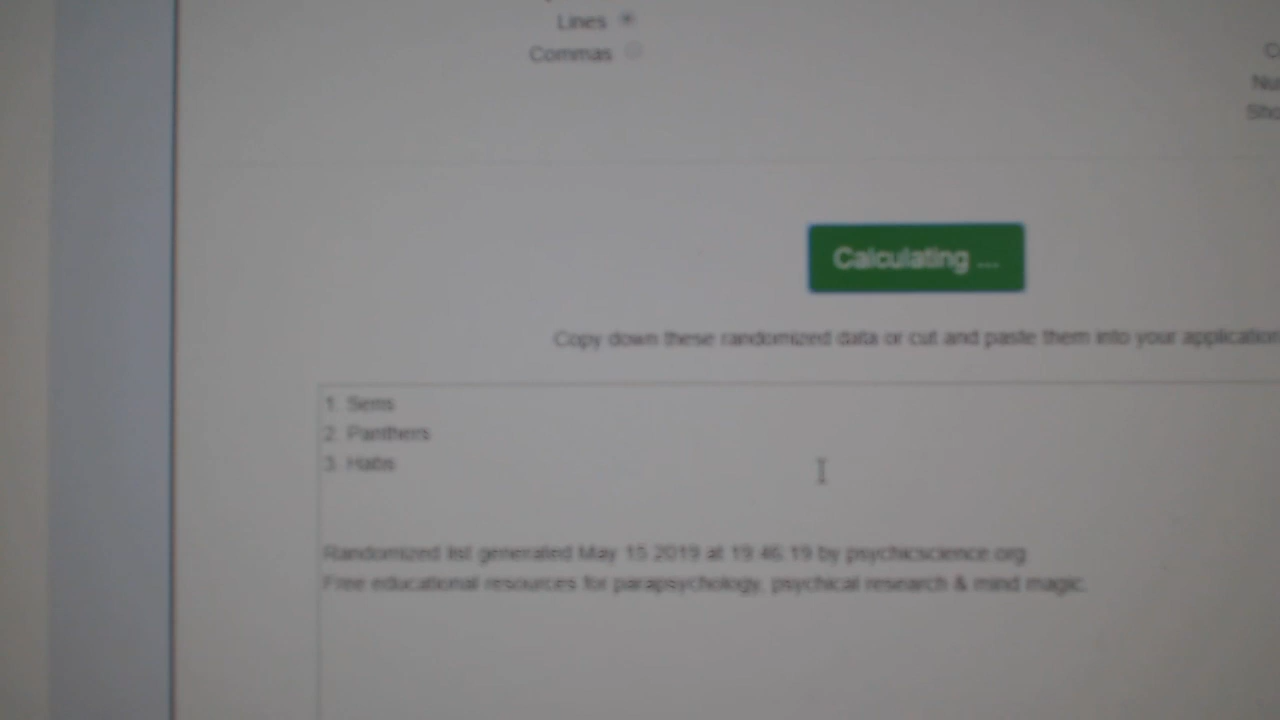 Lines
Commas
Calculating ...
Copy down these randomized data or cut and paste them into your application
1. Sens
2. Panthers
3. Habs
Randomized list generated May 15 2019 at 19:46:19 by psychicscience.org
Free educational resources for parapsychology, psychical research & mind magic.